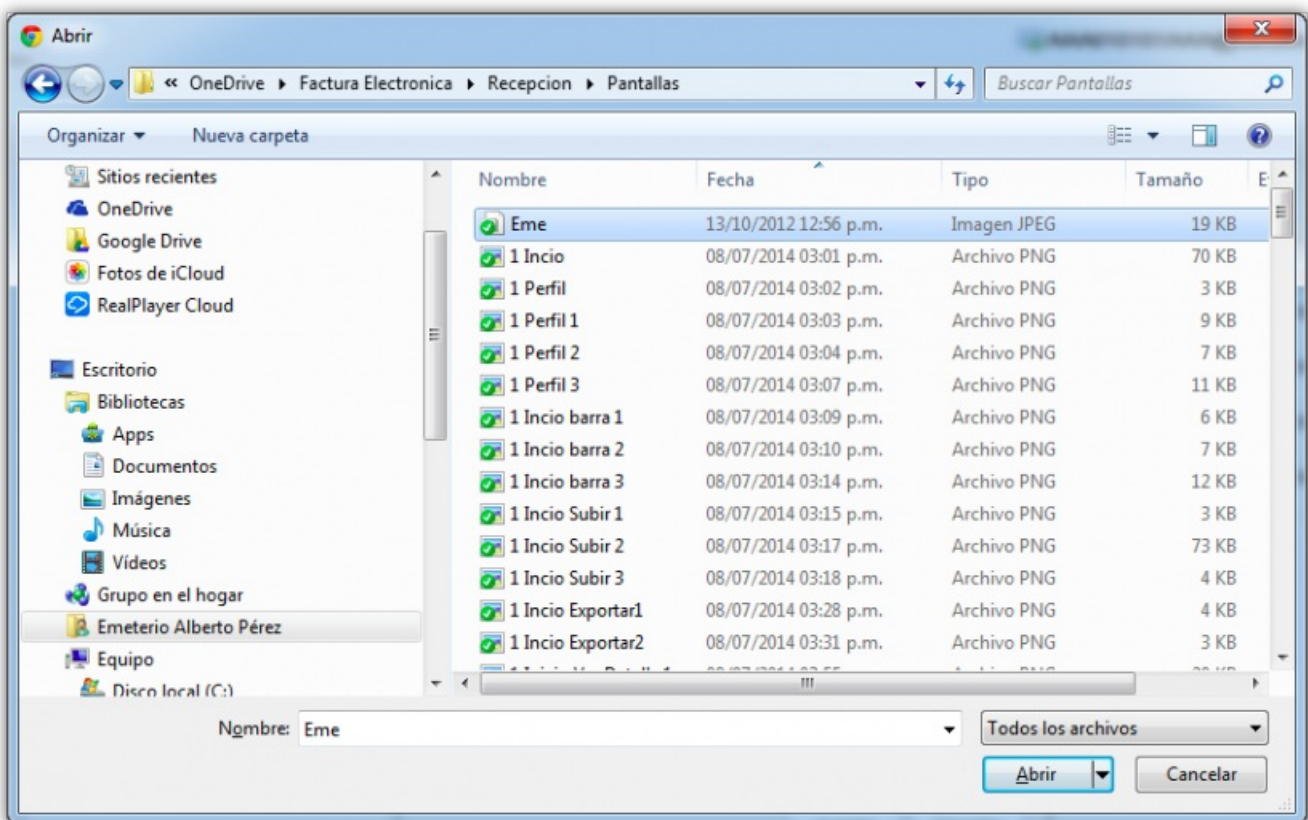 Abrir
« OneDrive ▸ Factura Electronica ▸ Recepcion ▸ Pantallas
Buscar Pantallas
Organizar
Nueva carpeta
Sitios recientes
OneDrive
Google Drive
Fotos de iCloud
RealPlayer Cloud
Escritorio
Bibliotecas
Apps
Documentos
Imágenes
Música
Vídeos
Grupo en el hogar
Emeterio Alberto Pérez
Equipo
Disco local (C:)
Nombre Fecha Tipo Tamaño
Eme 13/10/2012 12:56 p.m. Imagen JPEG 19 KB
1 Incio 08/07/2014 03:01 p.m. Archivo PNG 70 KB
1 Perfil 08/07/2014 03:02 p.m. Archivo PNG 3 KB
1 Perfil 1 08/07/2014 03:03 p.m. Archivo PNG 9 KB
1 Perfil 2 08/07/2014 03:04 p.m. Archivo PNG 7 KB
1 Perfil 3 08/07/2014 03:07 p.m. Archivo PNG 11 KB
1 Incio barra 1 08/07/2014 03:09 p.m. Archivo PNG 6 KB
1 Incio barra 2 08/07/2014 03:10 p.m. Archivo PNG 7 KB
1 Incio barra 3 08/07/2014 03:14 p.m. Archivo PNG 12 KB
1 Incio Subir 1 08/07/2014 03:15 p.m. Archivo PNG 3 KB
1 Incio Subir 2 08/07/2014 03:17 p.m. Archivo PNG 73 KB
1 Incio Subir 3 08/07/2014 03:18 p.m. Archivo PNG 4 KB
1 Incio Exportar1 08/07/2014 03:28 p.m. Archivo PNG 4 KB
1 Incio Exportar2 08/07/2014 03:31 p.m. Archivo PNG 3 KB
Nombre: Eme
Todos los archivos
Abrir
Cancelar